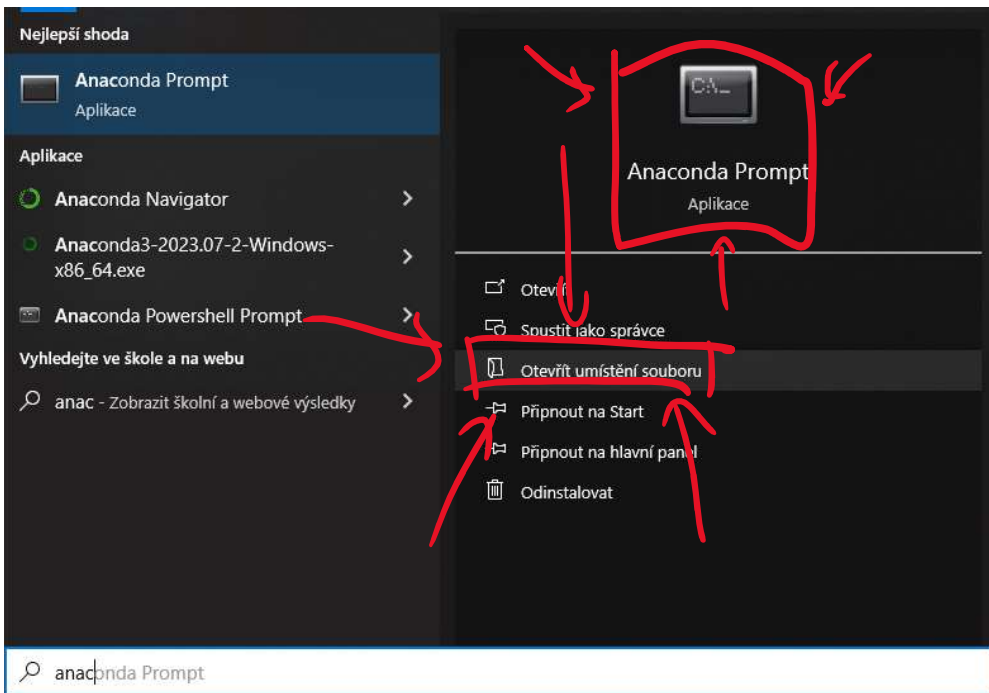 Nejlepší shoda
Anaconda Prompt
Aplikace
Aplikace
Anaconda Navigator
Anaconda3-2023.07-2-Windows-
x86_64.exe
Anaconda Powershell Prompt
Vyhledejte ve škole a na webu
anac - Zobrazit školní a webové výsledky
C:\_
Anaconda Prompt
Aplikace
Otevřít
Spustit jako správce
Otevřít umístění souboru
Připnout na Start
Připnout na hlavní panel
Odinstalovat
anaconda Prompt